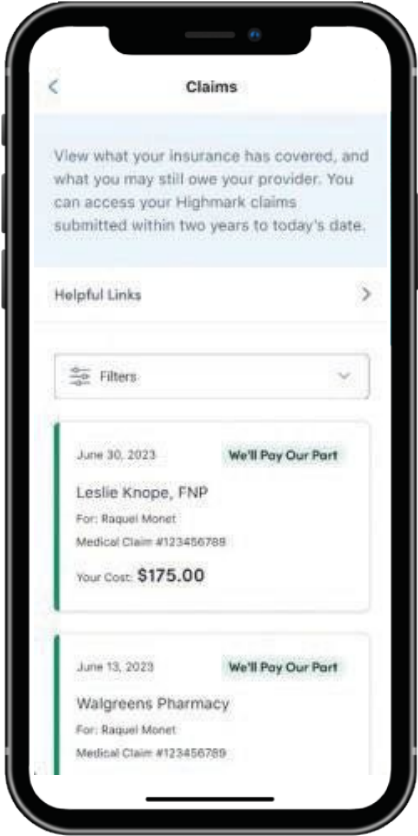 Claims
View what your insurance has covered, and
what you may still owe your provider. You
can access your Highmark claims
submitted within two years to today's date.
Helpful Links
Filters
June 30, 2023 We'll Pay Our Part
Leslie Knope, FNP
For: Raquel Monet
Medical Claim #123456789
Your Cost: $175.00
June 13, 2023 We'll Pay Our Part
Walgreens Pharmacy
For: Raquel Monet
Medical Claim #123456789